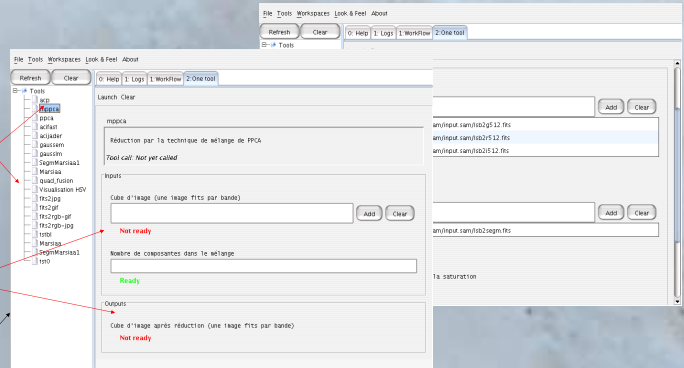 File Tools Workspaces Look & Feel About
Refresh Clear
0: Help 1: Logs 1:WorkFlow 2:One tool
Tools
Add Clear
am/input.sam/lsb2g512.fits
am/input.sam/lsb2r512.fits
am/input.sam/lsb2i512.fits
Add Clear
am/input.sam/lsb2segm.fits
la saturation
File Tools Workspaces Look & Feel About
Refresh Clear
0: Help 1: Logs 1:WorkFlow 2:One tool
Tools
acp
mppca
ppca
acifast
acijader
gaussem
gausslm
SegmMarsiaa1
Marsiaa
quad_fusion
Visualisation HSV
fits2jpg
fits2gif
fits2rgb-gif
fits2rgb-jpg
tstbl
Marsiaa
SegmMarsiaa1
tst0
Launch Clear
mppca
Réduction par la technique de mélange de PPCA
Tool call: Not yet called
Inputs
Cube d'image (une image fits par bande)
Add Clear
Not ready
Nombre de composantes dans le mélange
Ready
Outputs
Cube d'image après réduction (une image fits par bande)
Not ready